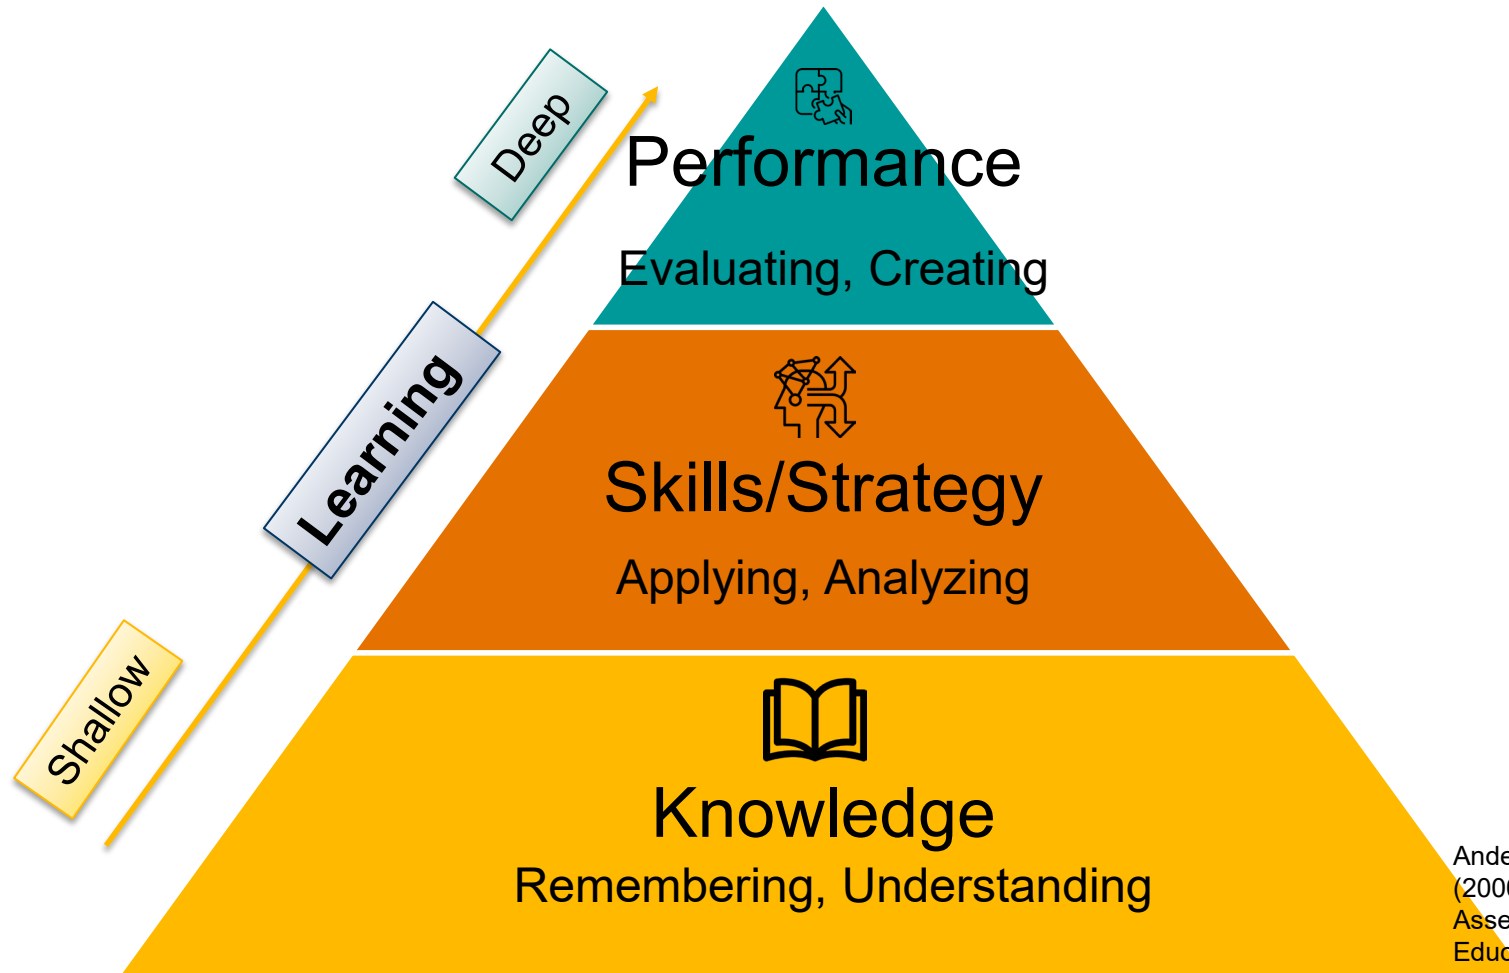 Deep
Performance
Evaluating, Creating
Learning
Skills/Strategy
Applying, Analyzing
Shallow
Knowledge
Remembering, Understanding